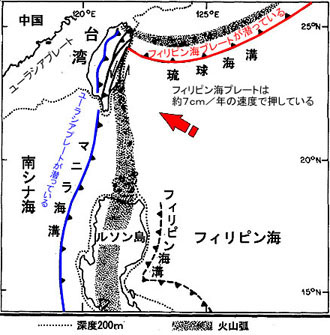 120°E
125°
中国
ユーラシアプレート
台湾
25°N
フィリピン海プレートが潜っている
琉球海溝
フィリピン海プレートは
約7cm/年の速度で押している
ユーラシアプレートが潜っている
マニラ海溝
20°N
南シナ海
ルソン島
フィリピン海溝
フィリピン海
15°N
深度200m
火山弧